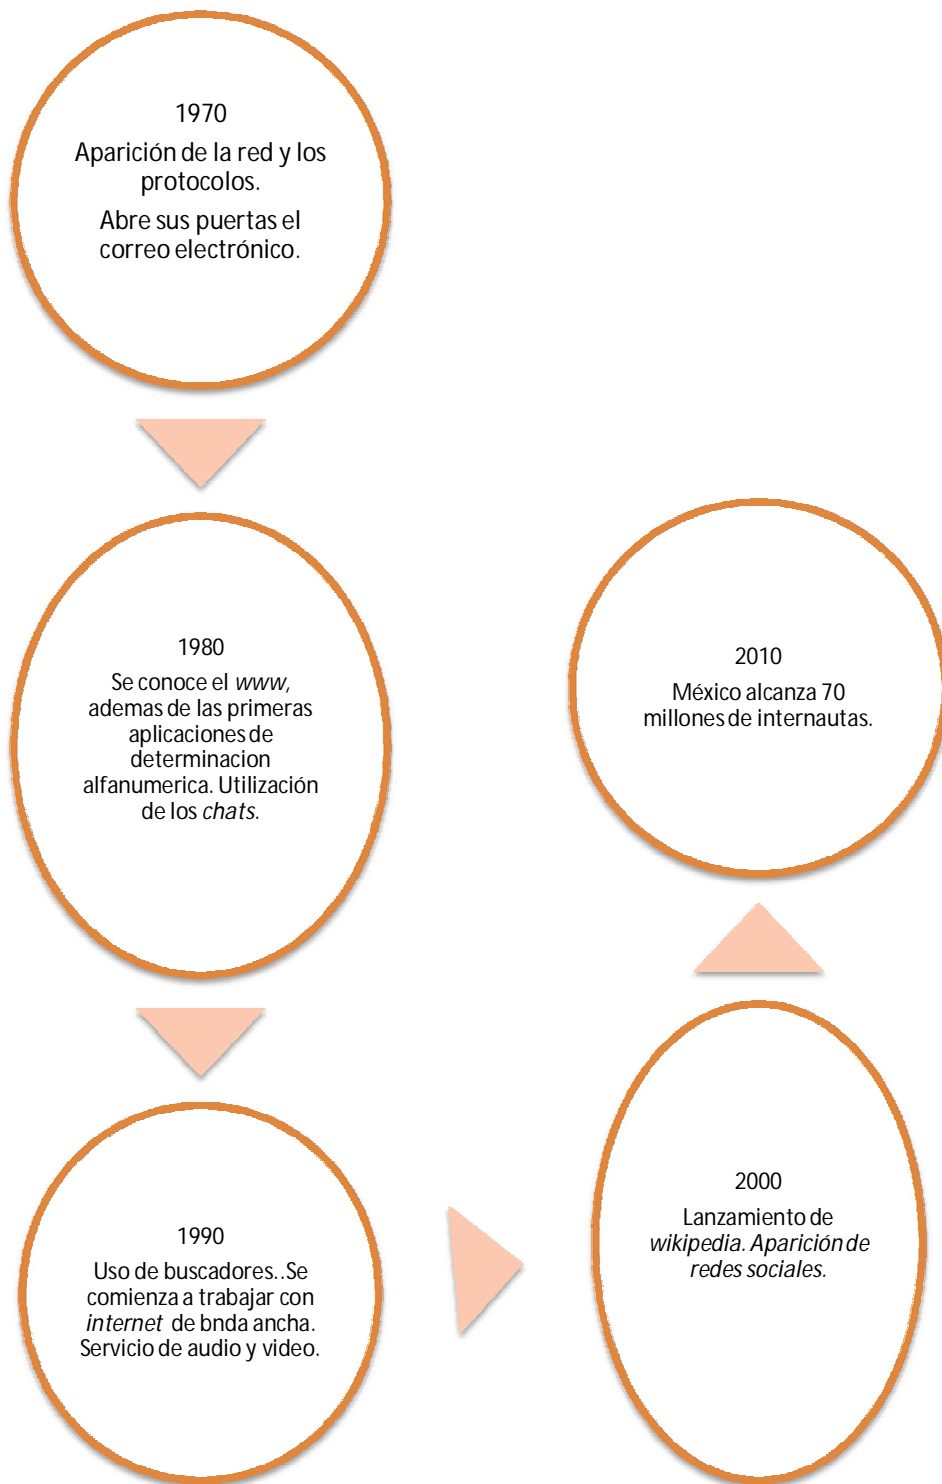 1970
Aparición de la red y los
protocolos.
Abre sus puertas el
correo electrónico.
1980
Se conoce el www,
ademas de las primeras
aplicaciones de
determinacion
alfanumerica. Utilización
de los chats.
1990
Uso de buscadores..Se
comienza a trabajar con
internet de bnda ancha.
Servicio de audio y video.
2000
Lanzamiento de
wikipedia. Aparición de
redes sociales.
2010
México alcanza 70
millones de internautas.